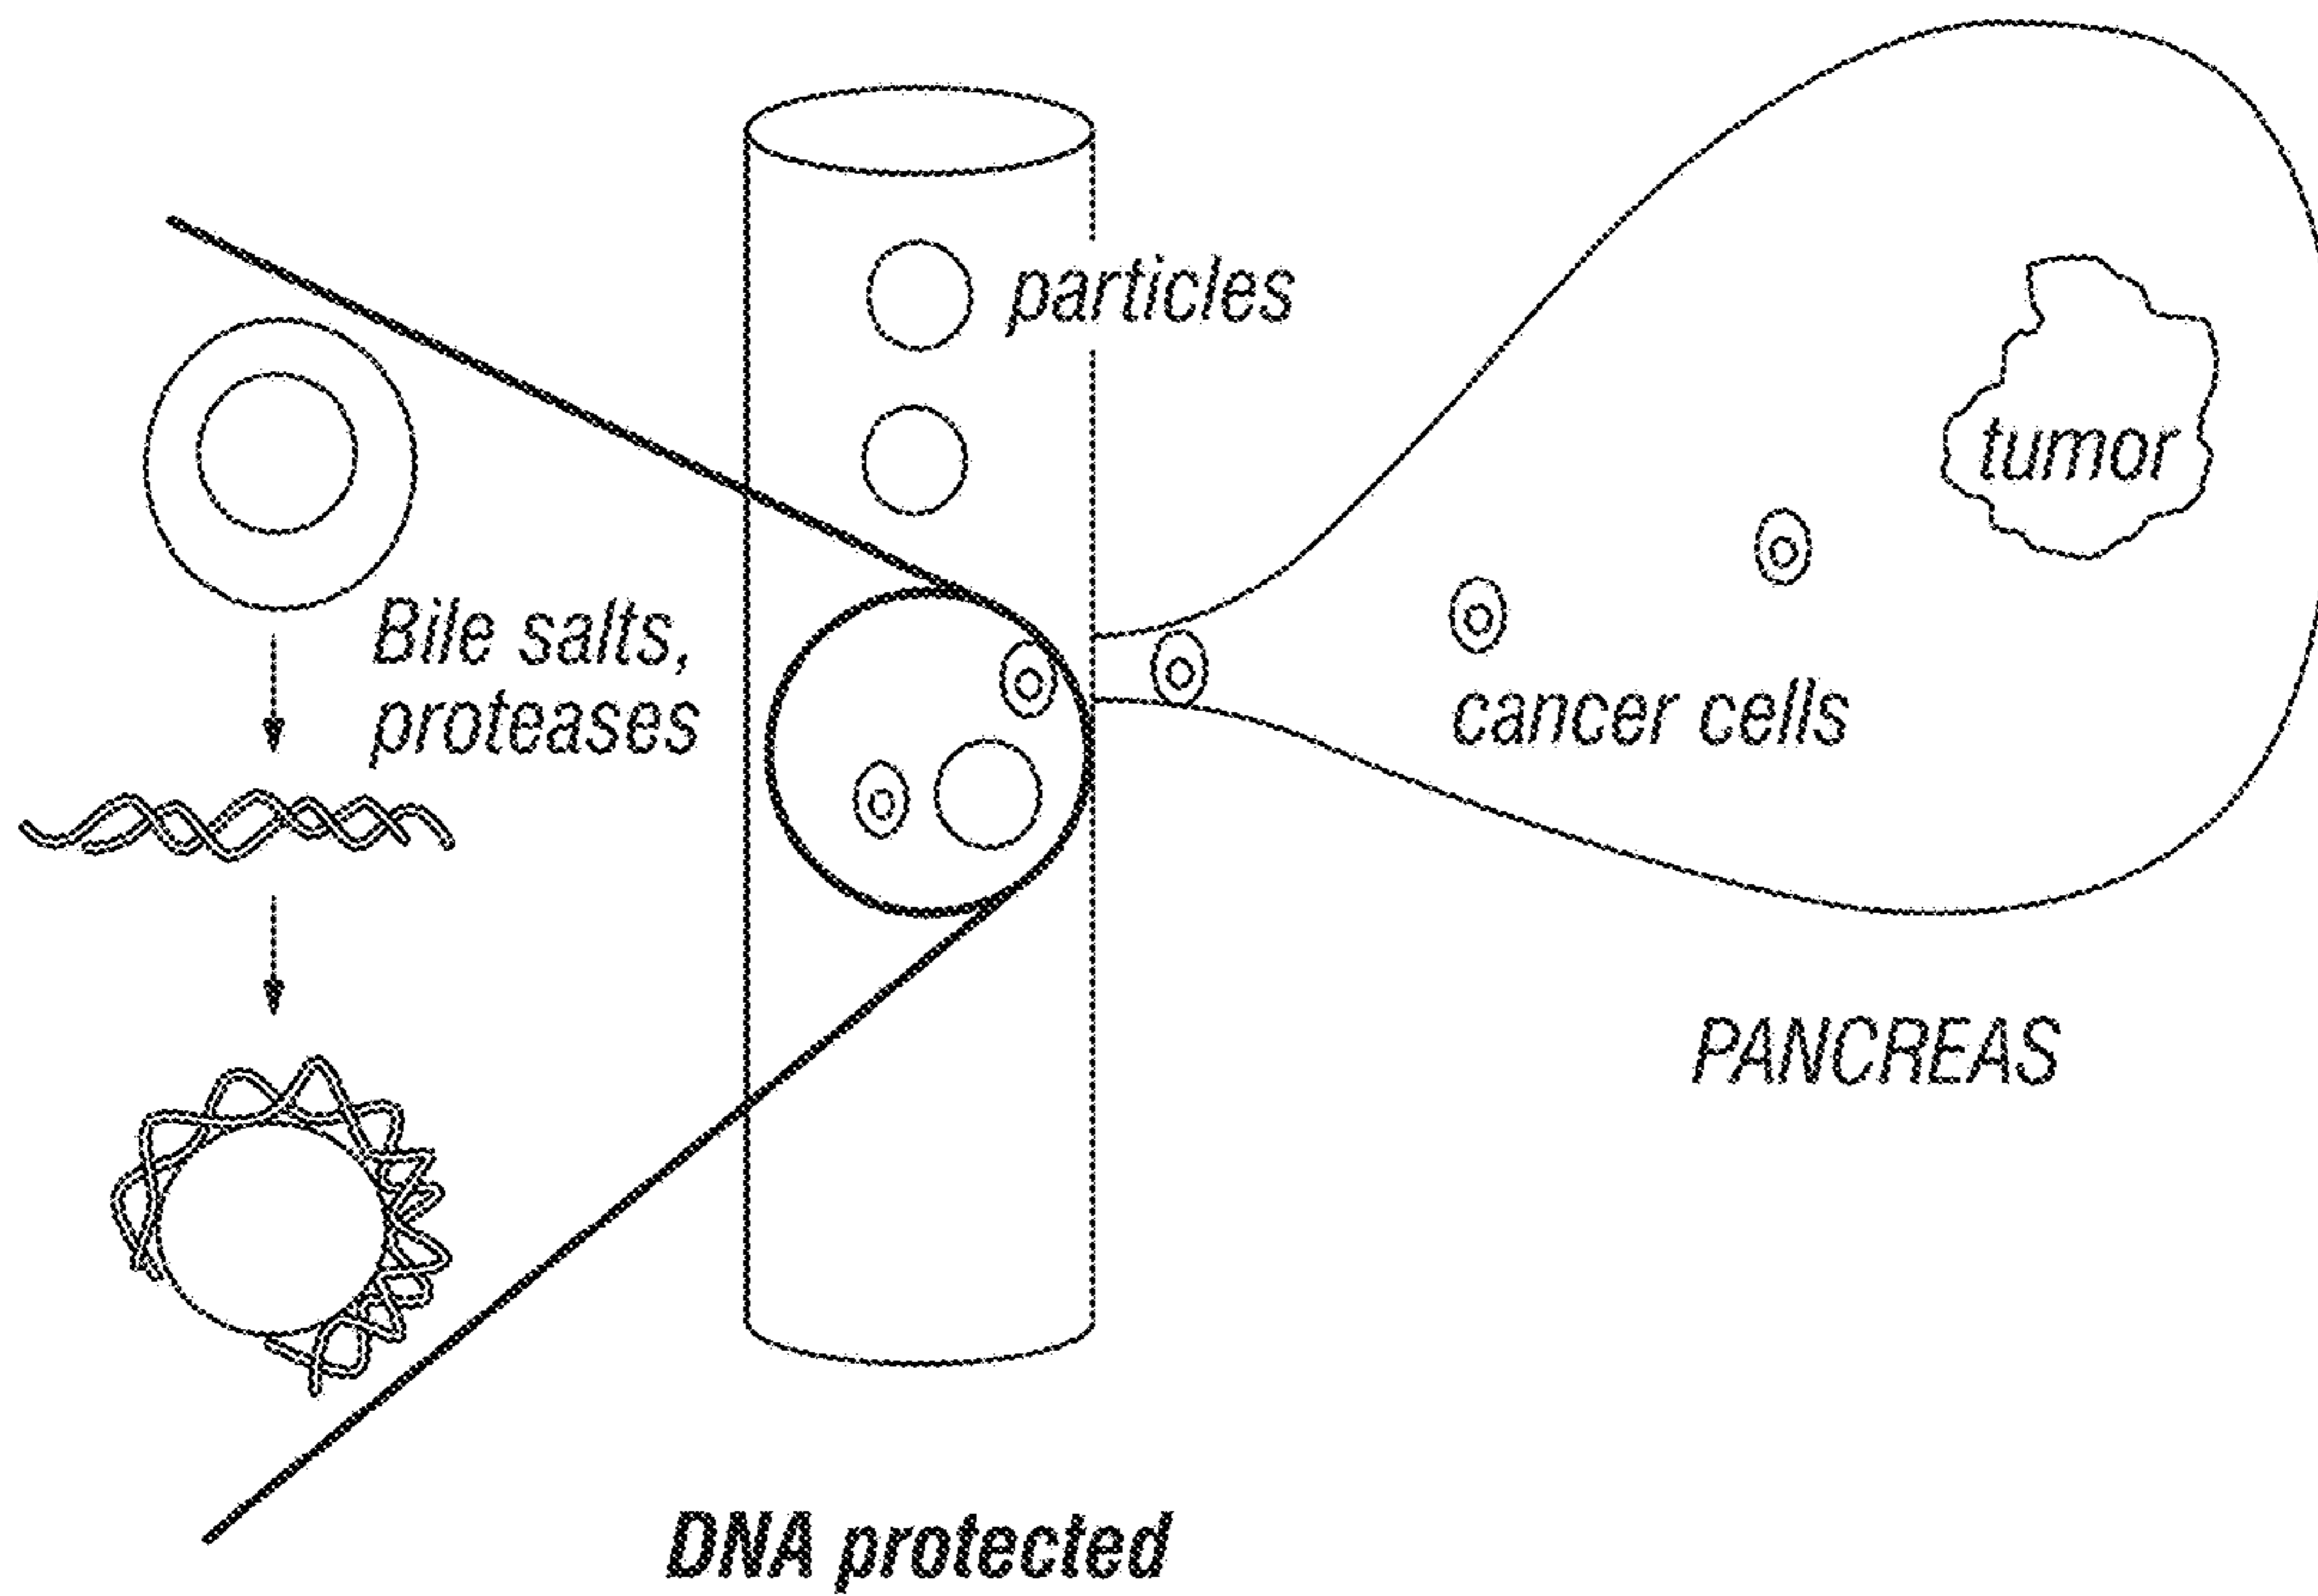 particles
tumor
Bile salts,
proteases
cancer cells
PANCREAS
DNA protected